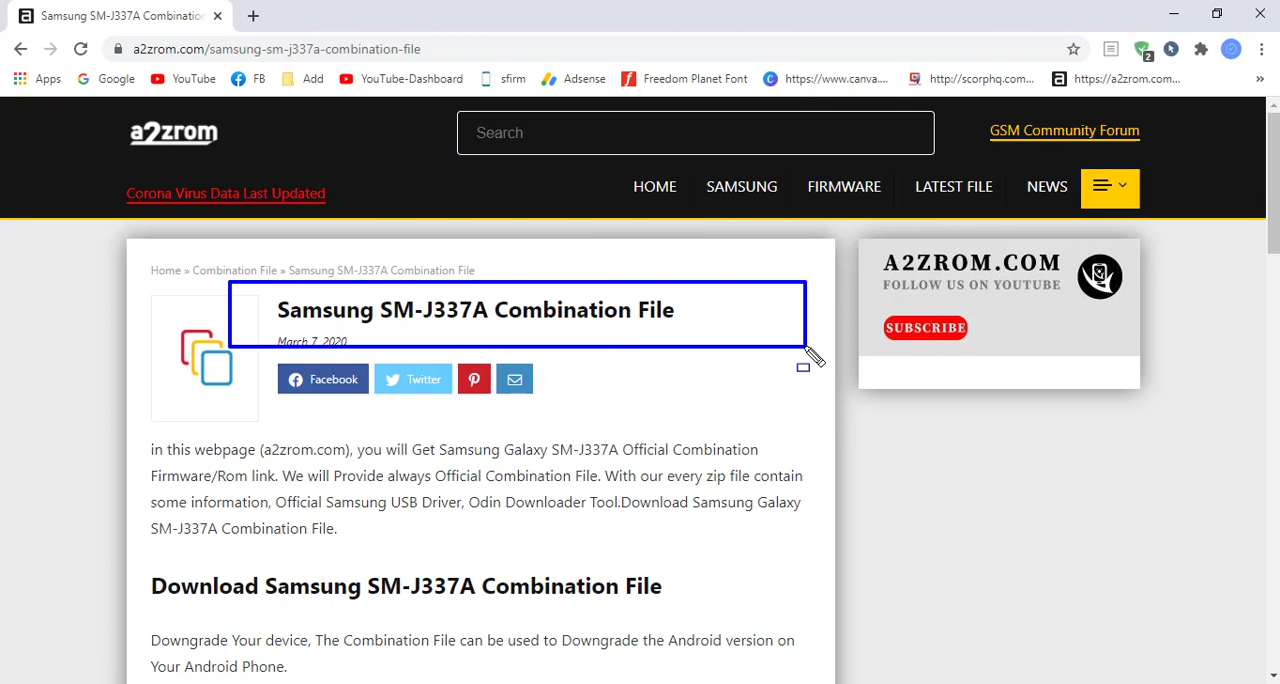 Samsung SM-J337A Combination
a2zrom.com/samsung-sm-j337a-combination-file
2
Apps Google YouTube FB Add YouTube-Dashboard sfirm Adsense Freedom Planet Font https://www.canva.... http://scorphq.com... https://a2zrom.com... »
a2zrom
Search
GSM Community Forum
Corona Virus Data Last Updated
HOME SAMSUNG FIRMWARE LATEST FILE NEWS
Home » Combination File » Samsung SM-J337A Combination File
Samsung SM-J337A Combination File
March 7, 2020
Facebook Twitter
A2ZROM.COM
FOLLOW US ON YOUTUBE
SUBSCRIBE
in this webpage (a2zrom.com), you will Get Samsung Galaxy SM-J337A Official Combination
Firmware/Rom link. We will Provide always Official Combination File. With our every zip file contain
some information, Official Samsung USB Driver, Odin Downloader Tool.Download Samsung Galaxy
SM-J337A Combination File.
Download Samsung SM-J337A Combination File
Downgrade Your device, The Combination File can be used to Downgrade the Android version on
Your Android Phone.